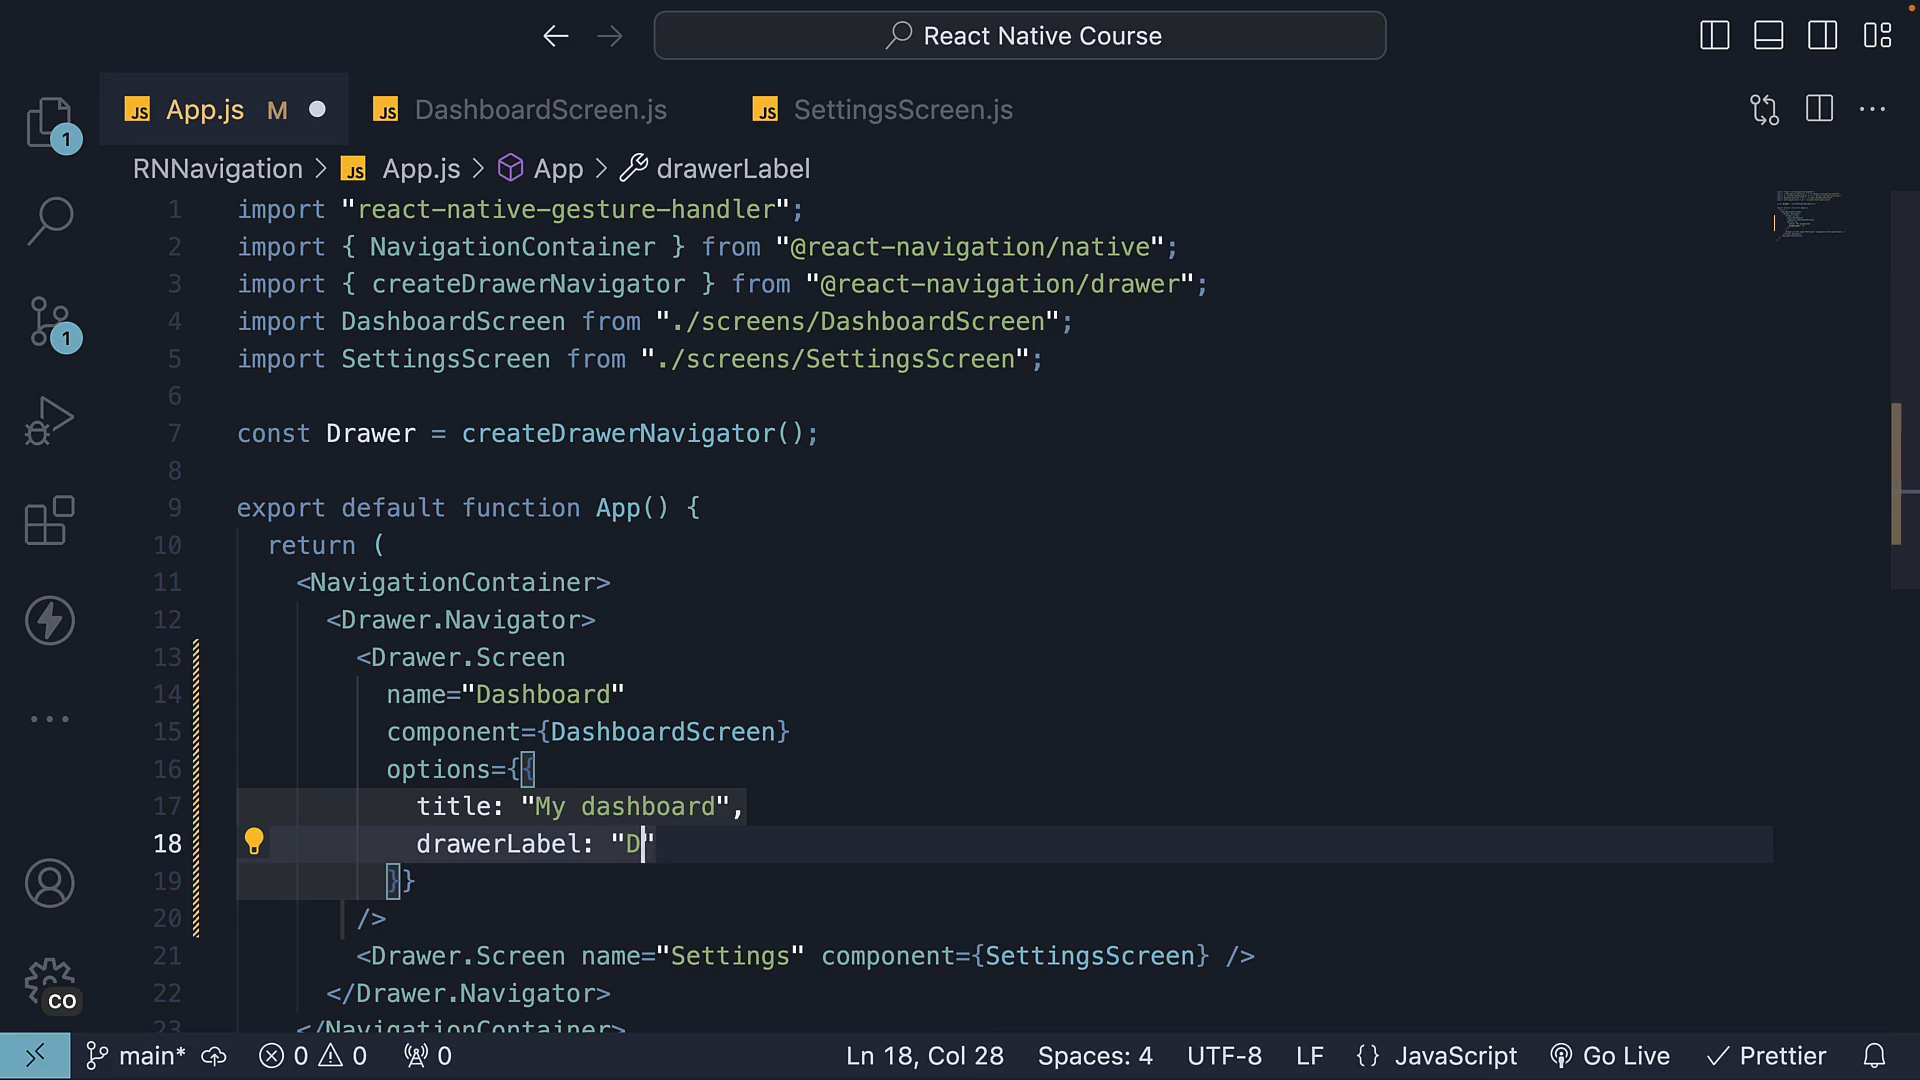 React Native Course
JS App.js M
JS DashboardScreen.js
JS SettingsScreen.js
RNNavigation > JS App.js > App > drawerLabel
1 import "react-native-gesture-handler";
2 import { NavigationContainer } from "@react-navigation/native";
3 import { createDrawerNavigator } from "@react-navigation/drawer";
4 import DashboardScreen from "./screens/DashboardScreen";
5 import SettingsScreen from "./screens/SettingsScreen";
6
7 const Drawer = createDrawerNavigator();
8
9 export default function App() {
10 return (
11 <NavigationContainer>
12 <Drawer.Navigator>
13 <Drawer.Screen
14 name="Dashboard"
15 component={DashboardScreen}
16 options={{
17 title: "My dashboard",
18 drawerLabel: "D"
19 }}
20 />
21 <Drawer.Screen name="Settings" component={SettingsScreen} />
22 </Drawer.Navigator>
23 </NavigationContainer>
1
1
CO
main* 0 0 0 Ln 18, Col 28 Spaces: 4 UTF-8 LF {} JavaScript Go Live Prettier